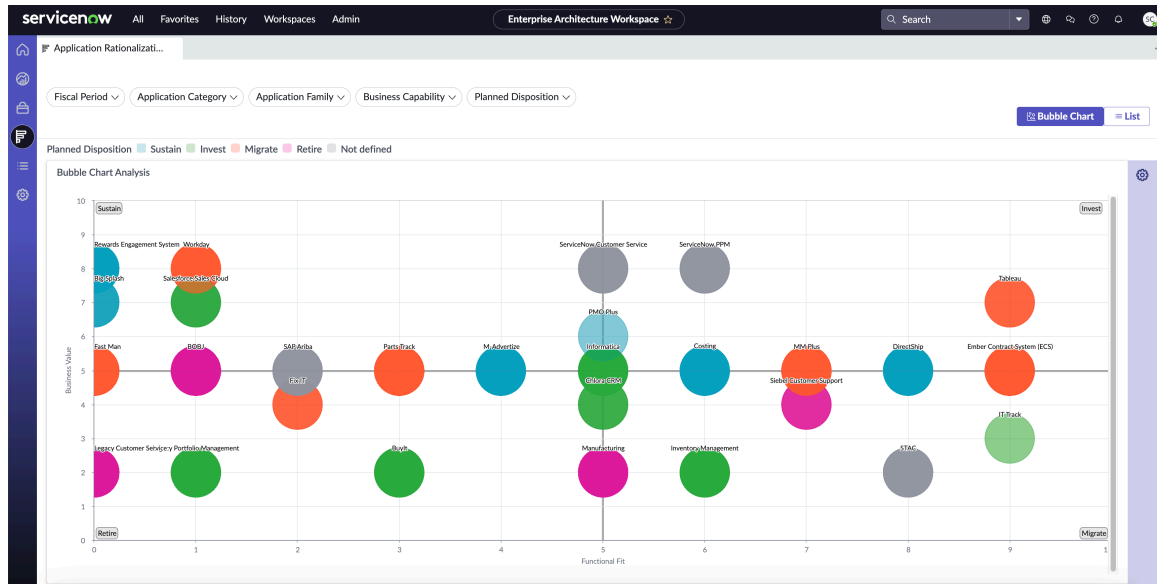 servicenow All Favorites History Workspaces Admin Enterprise Architecture Workspace Search SC
Application Rationalizati...
Fiscal Period Application Category Application Family Business Capability Planned Disposition
Bubble Chart List
Planned Disposition Sustain Invest Migrate Retire Not defined
Bubble Chart Analysis
10
Sustain Invest
9
Rewards Engagement System Workday ServiceNow Customer Service ServiceNow PPM
8
Big Splash Salesforce Sales Cloud Tableau
7
PMO Plus
6
Fast Man BOBJ SAP Ariba Parts Track M-Advertize Informatica Costing MM-Plus DirectShip Ember Contract System (ECS)
5
Business Value
Fix IT Chlora CRM Siebel Customer Support
4
IT-Track
3
Legacy Customer Service Portfolio Management BuyIt Manufacturing Inventory Management STAC
2
1
Retire Migrate
0
0 1 2 3 4 5 6 7 8 9 1
Functional Fit